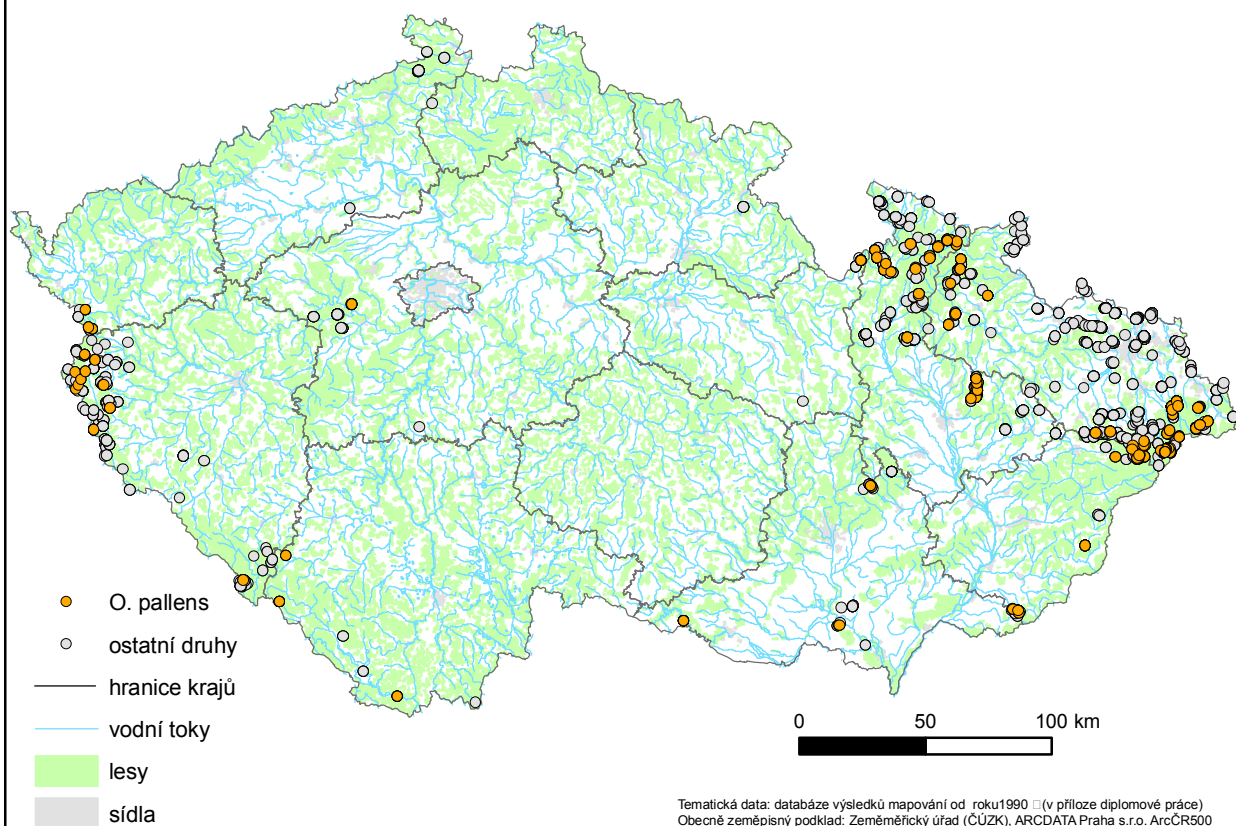 O. pallens
ostatní druhy
hranice krajů
vodní toky
lesy
sídla
0 50 100 km
Tematická data: databáze výsledků mapování od roku1990 □(v příloze diplomové práce)
Obecně zeměpisný podklad: Zeměměřický úřad (ČÚZK), ARCDATA Praha s.r.o. ArcČR500